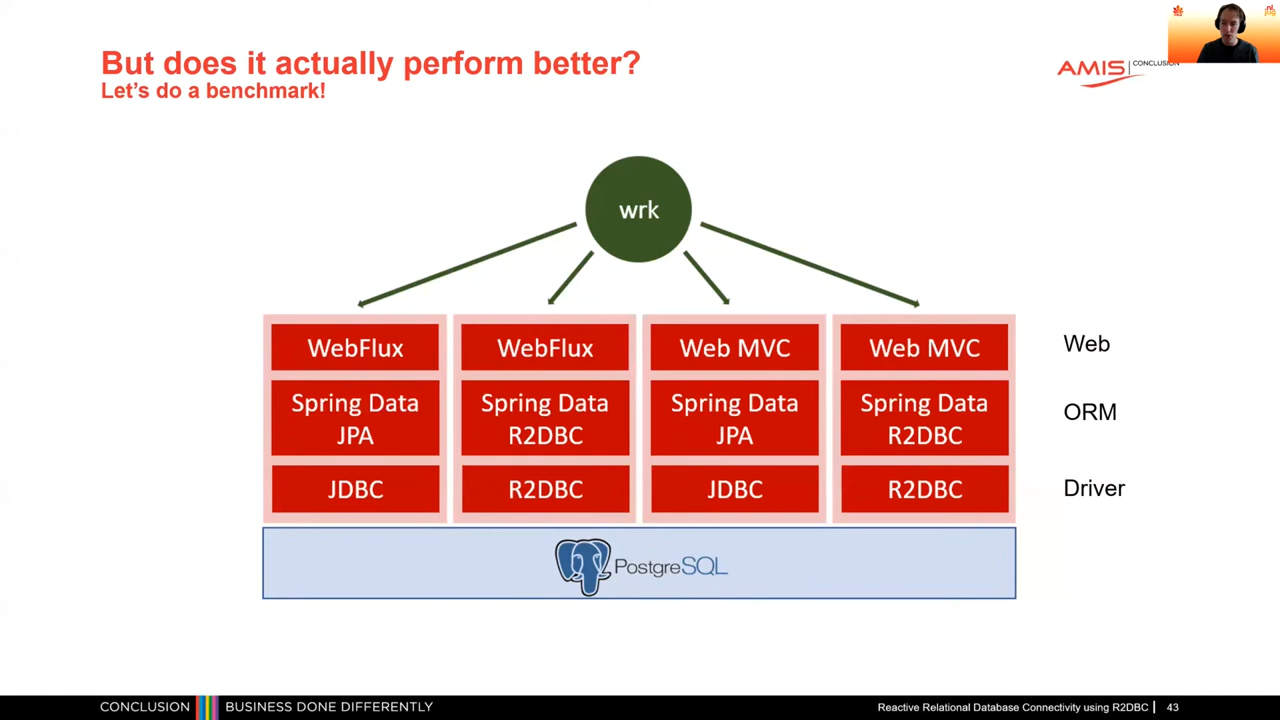 But does it actually perform better?
Let's do a benchmark!
AMIS CONCLUSION
wrk
WebFlux WebFlux Web MVC Web MVC Web
Spring Data Spring Data Spring Data Spring Data
JPA R2DBC JPA R2DBC ORM
JDBC R2DBC JDBC R2DBC Driver
PostgreSQL
CONCLUSION BUSINESS DONE DIFFERENTLY Reactive Relational Database Connectivity using R2DBC 43